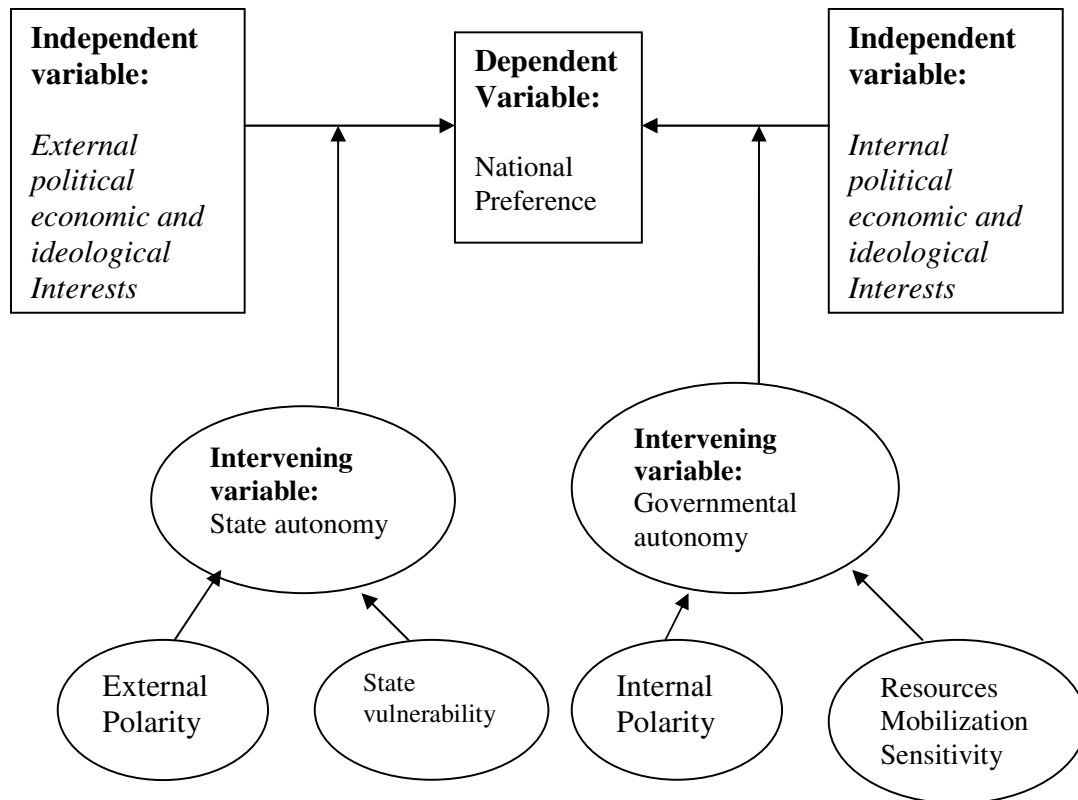 Independent
variable:
External
political
economic and
ideological
Interests
Dependent
Variable:
National
Preference
Independent
variable:
Internal
political
economic and
ideological
Interests
Intervening
variable:
State autonomy
Intervening
variable:
Governmental
autonomy
External
Polarity
State
vulnerability
Internal
Polarity
Resources
Mobilization
Sensitivity